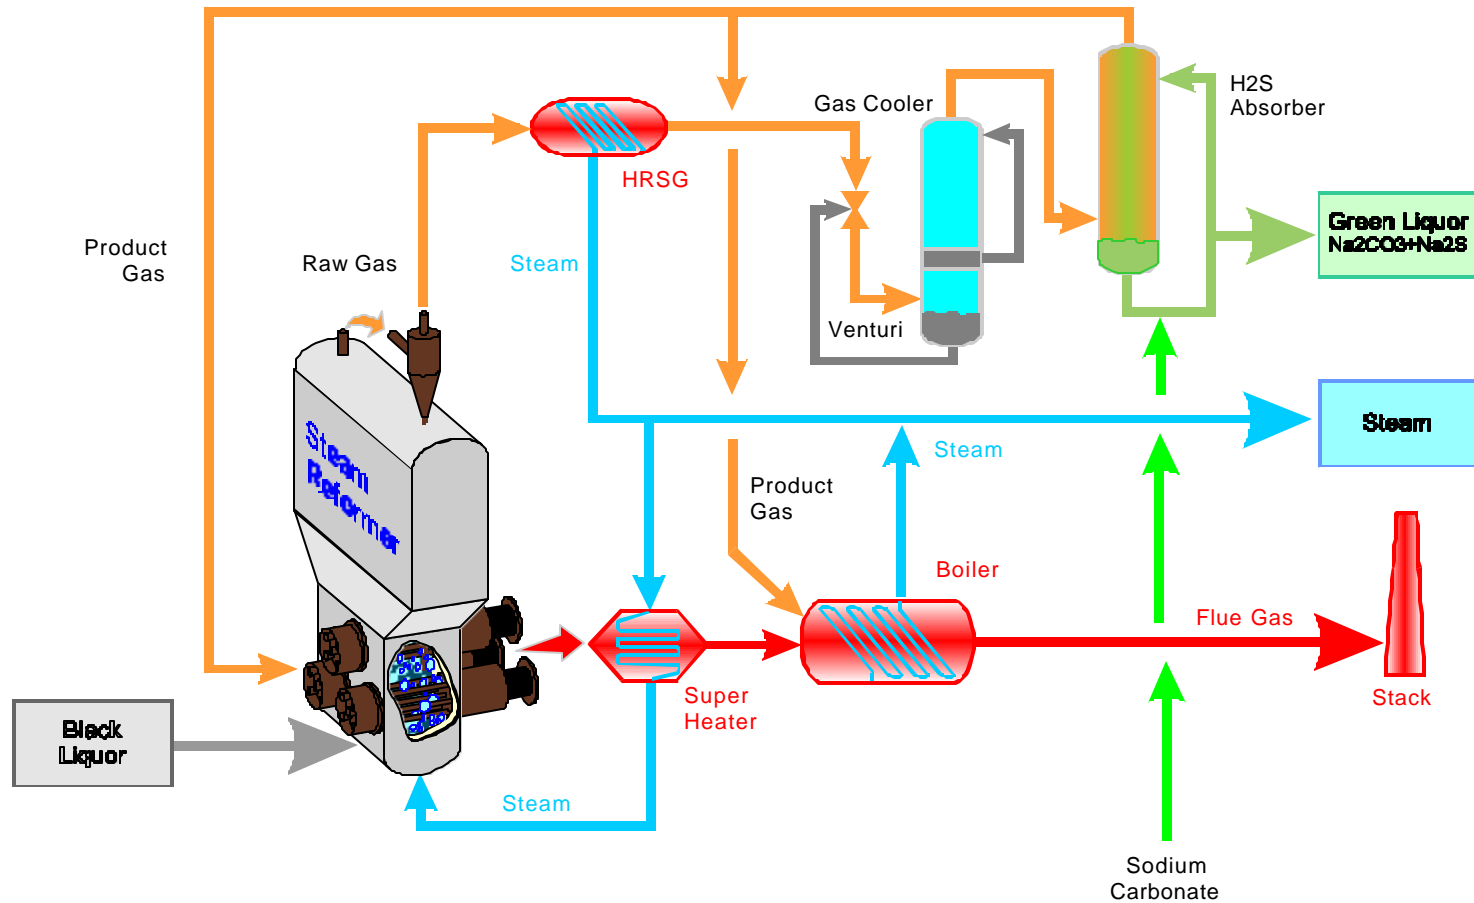 H2S
Absorber
Gas Cooler
HRSG
Green Liquor
Na2CO3+Na2S
Product
Gas
Raw Gas
Steam
Venturi
Steam
Steam
Reformer
Steam
Product
Gas
Boiler
Flue Gas
Super
Heater
Stack
Black
Liquor
Steam
Sodium
Carbonate